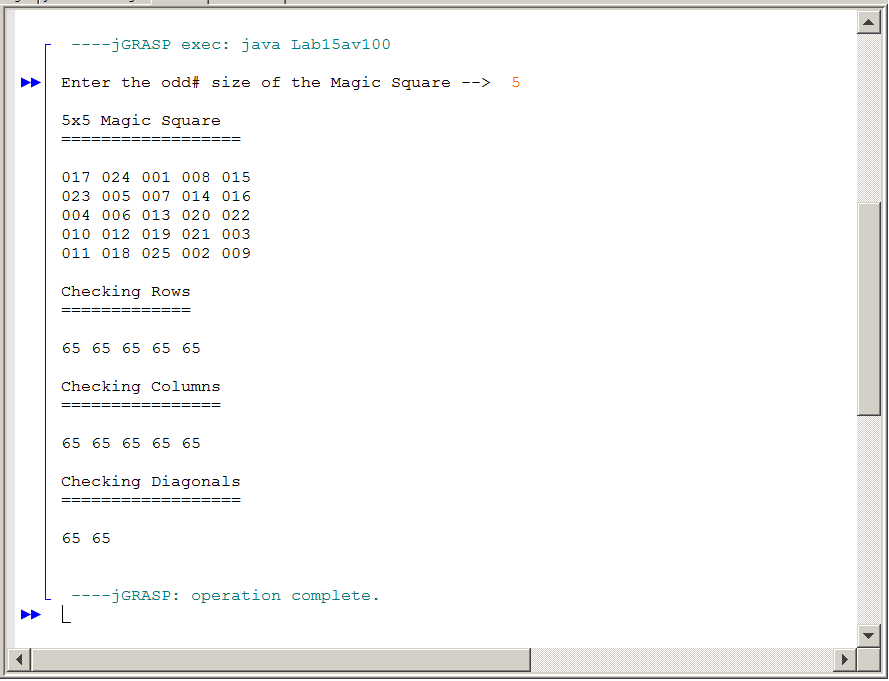 ----jGRASP exec: java Lab15av100
Enter the odd# size of the Magic Square --> 5
5x5 Magic Square
==================
017 024 001 008 015
023 005 007 014 016
004 006 013 020 022
010 012 019 021 003
011 018 025 002 009
Checking Rows
=============
65 65 65 65 65
Checking Columns
================
65 65 65 65 65
Checking Diagonals
==================
65 65
----jGRASP: operation complete.